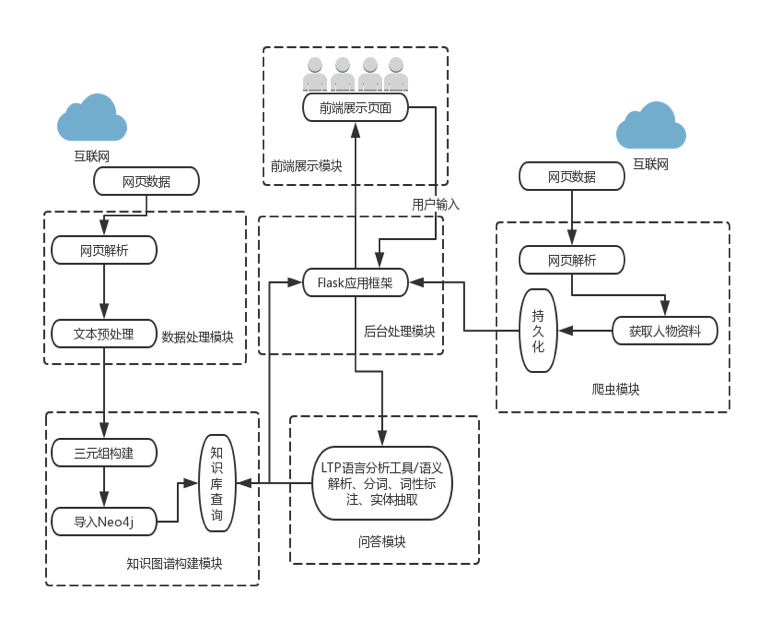 前端展示页面
前端展示模块
互联网
网页数据
网页解析
文本预处理
数据处理模块
用户输入
Flask应用框架
后台处理模块
互联网
网页数据
网页解析
获取人物资料
持
久
化
爬虫模块
三元组构建
导入Neo4j
知
识
库
查
询
知识图谱构建模块
LTP语言分析工具/语义
解析、分词、词性标
注、实体抽取
问答模块